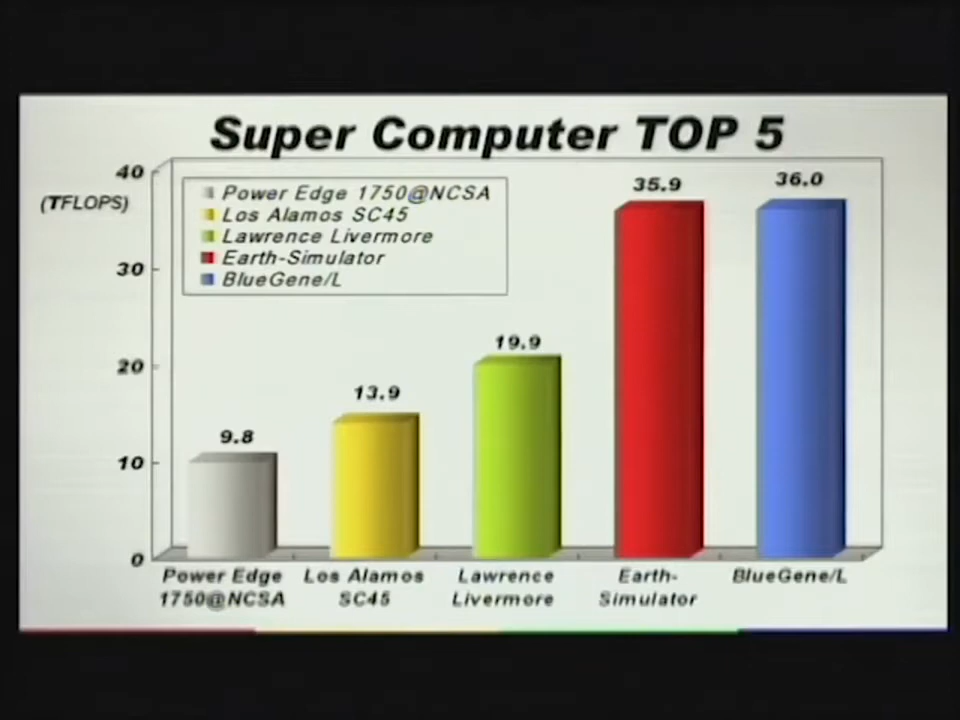 Super Computer TOP 5
40
(TFLOPS)
30
20
10
0
Power Edge 1750@NCSA
Los Alamos SC45
Lawrence Livermore
Earth-Simulator
BlueGene/L
9.8
13.9
19.9
35.9
36.0
Power Edge
1750@NCSA
Los Alamos
SC45
Lawrence
Livermore
Earth-
Simulator
BlueGene/L